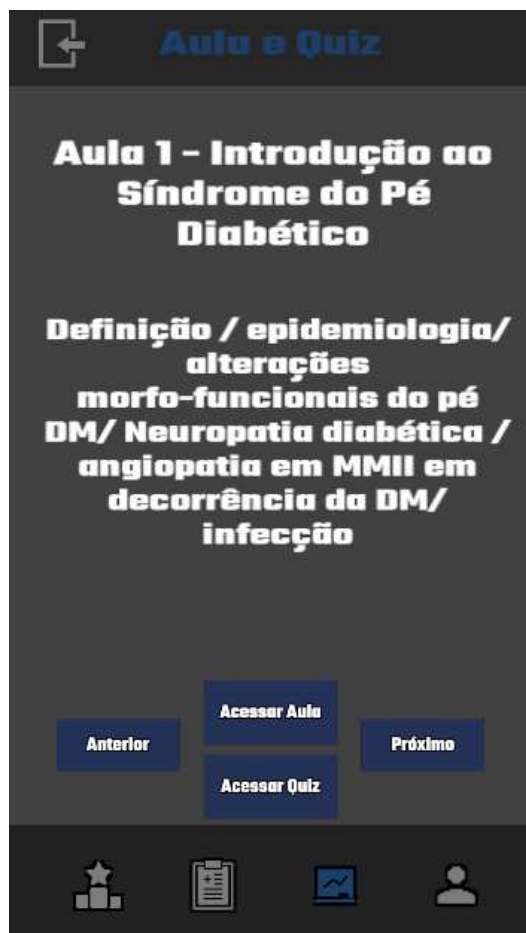 Aula e Quiz
Aula 1 - Introdução ao
Síndrome do Pé
Diabético
Definição / epidemiologia/
alterações
morfo-funcionais do pé
DM/ Neuropatia diabética /
angiopatia em MMII em
decorrência da DM/
infecção
Acessar Aula
Anterior
Próximo
Acessar Quiz